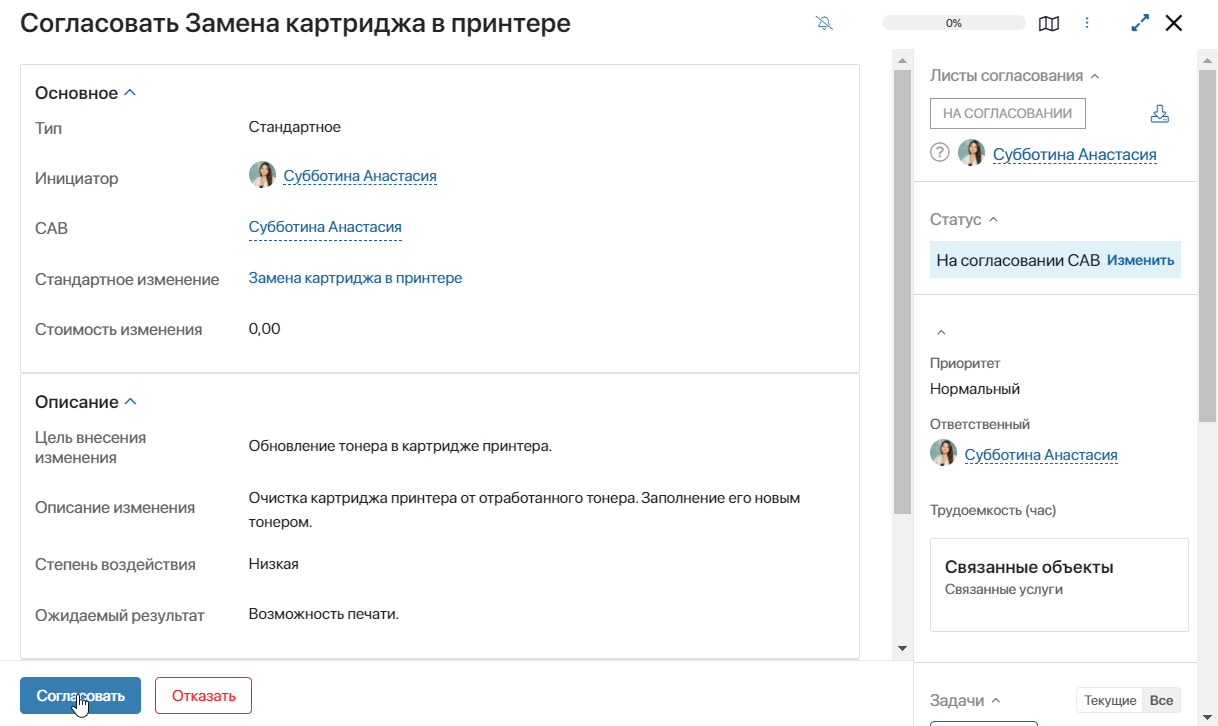 Согласовать Замена картриджа в принтере
0%
Основное
Тип
Стандартное
Инициатор
Субботина Анастасия
CAB
Субботина Анастасия
Стандартное изменение
Замена картриджа в принтере
Стоимость изменения
0,00
Описание
Цель внесения
изменения
Обновление тонера в картридже принтера.
Описание изменения
Очистка картриджа принтера от отработанного тонера. Заполнение его новым
тонером.
Степень воздействия
Низкая
Ожидаемый результат
Возможность печати.
Согласовать
Отказать
Листы согласования
НА СОГЛАСОВАНИИ
?
Субботина Анастасия
Статус
На согласовании CAB Изменить
Приоритет
Нормальный
Ответственный
Субботина Анастасия
Трудоемкость (час)
Связанные объекты
Связанные услуги
Задачи
Текущие
Все